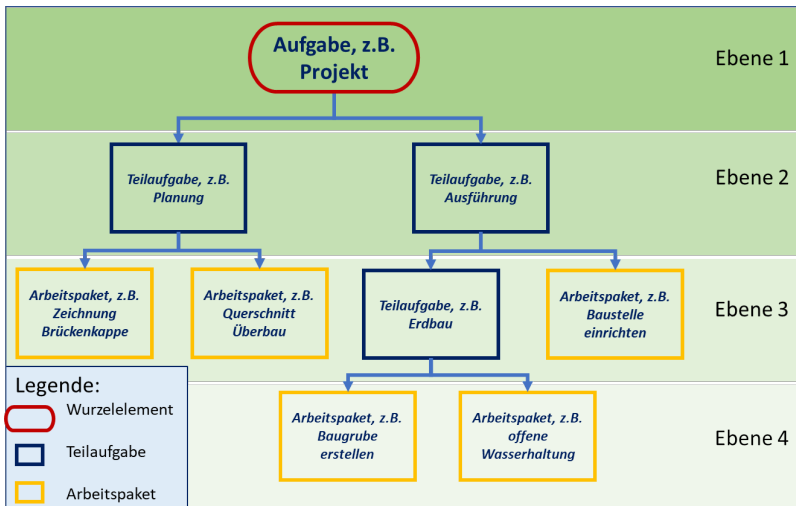 Aufgabe, z.B.
Projekt
Ebene 1
Teilaufgabe, z.B.
Planung
Teilaufgabe, z.B.
Ausführung
Ebene 2
Arbeitspaket, z.B.
Zeichnung
Brückenkappe
Arbeitspaket, z.B.
Querschnitt
Überbau
Teilaufgabe, z.B.
Erdbau
Arbeitspaket, z.B.
Baustelle
einrichten
Ebene 3
Arbeitspaket, z.B.
Baugrube
erstellen
Arbeitspaket, z.B.
offene
Wasserhaltung
Ebene 4
Legende:
Wurzelelement
Teilaufgabe
Arbeitspaket